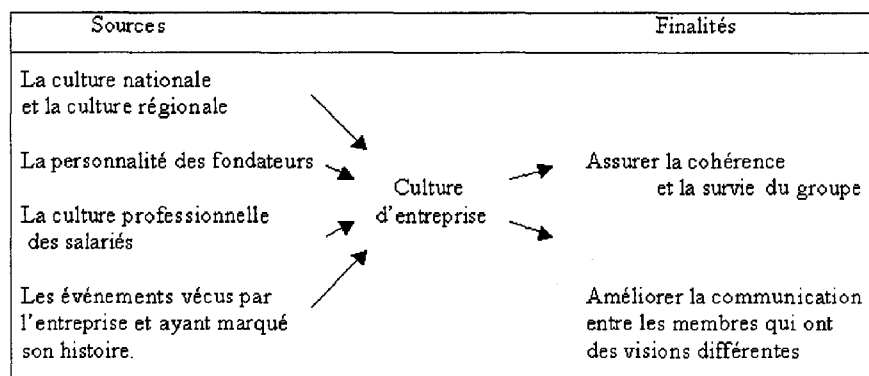 Sources
Finalités
La culture nationale
et la culture régionale
La personnalité des fondateurs
La culture professionnelle
des salariés
Les événements vécus par
l'entreprise et ayant marqué
son histoire.
Culture
d'entreprise
Assurer la cohérence
et la survie du groupe
Améliorer la communication
entre les membres qui ont
des visions différentes